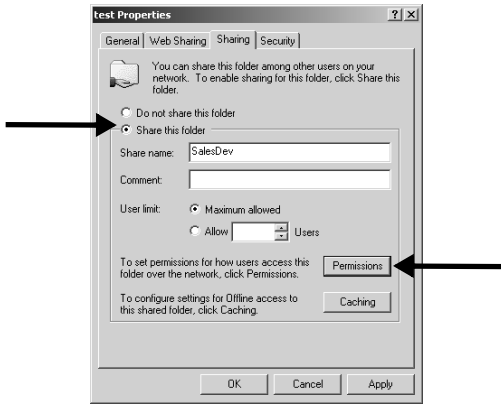 test Properties
General Web Sharing Sharing Security
You can share this folder among other users on your
network. To enable sharing for this folder, click Share this
folder.
Do not share this folder
Share this folder
Share name: SalesDev
Comment:
User limit: Maximum allowed
Allow Users
To set permissions for how users access this
folder over the network, click Permissions.
Permissions
To configure settings for Offline access to
this shared folder, click Caching.
Caching
OK Cancel Apply